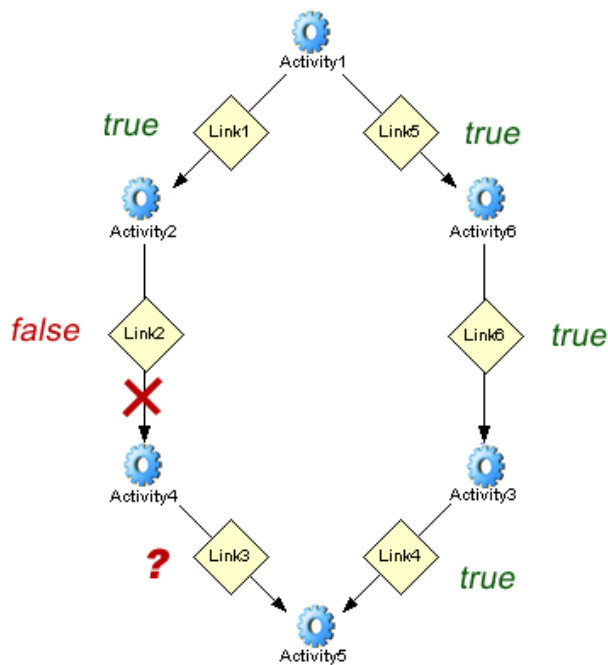 Activity1
true
Link1
Link5
true
Activity2
Activity6
false
Link2
Link6
true
Activity4
Activity3
?
Link3
Link4
true
Activity5